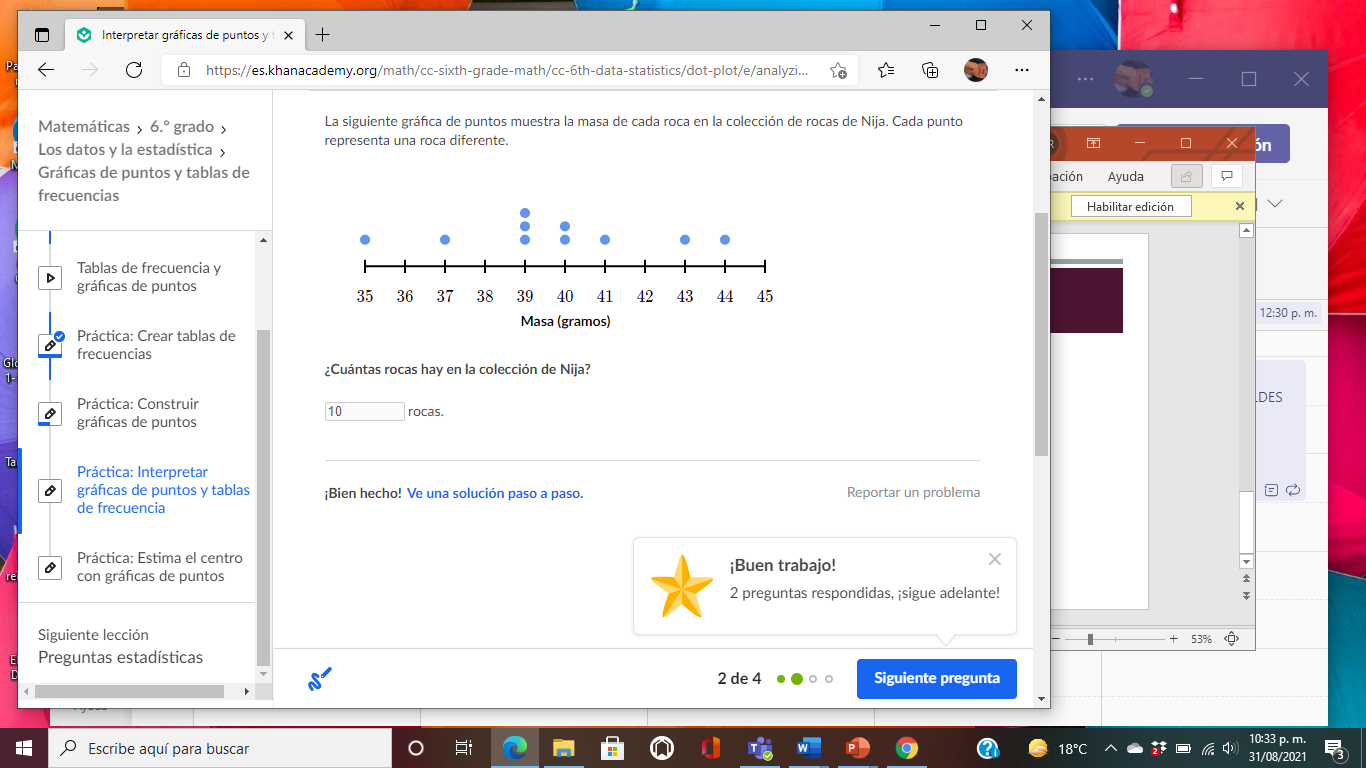 Interpretar gráficas de puntos y t
https://es.khanacademy.org/math/cc-sixth-grade-math/cc-6th-data-statistics/dot-plot/e/analyzi...
Matemáticas › 6.º grado ›
Los datos y la estadística ›
Gráficas de puntos y tablas de
frecuencias
Tablas de frecuencia y
gráficas de puntos
Práctica: Crear tablas de
frecuencias
Práctica: Construir
gráficas de puntos
Práctica: Interpretar
gráficas de puntos y tablas
de frecuencia
Práctica: Estima el centro
con gráficas de puntos
Siguiente lección
Preguntas estadísticas
La siguiente gráfica de puntos muestra la masa de cada roca en la colección de rocas de Nija. Cada punto
representa una roca diferente.
35 36 37 38 39 40 41 42 43 44 45
Masa (gramos)
¿Cuántas rocas hay en la colección de Nija?
10 rocas.
¡Bien hecho! Ve una solución paso a paso.
Reportar un problema
¡Buen trabajo!
2 preguntas respondidas, ¡sigue adelante!
2 de 4
Siguiente pregunta
ón
ación Ayuda
Habilitar edición
12:30 p. m.
LDES
53%
Escribe aquí para buscar
18°C
10:33 p. m.
31/08/2021
3